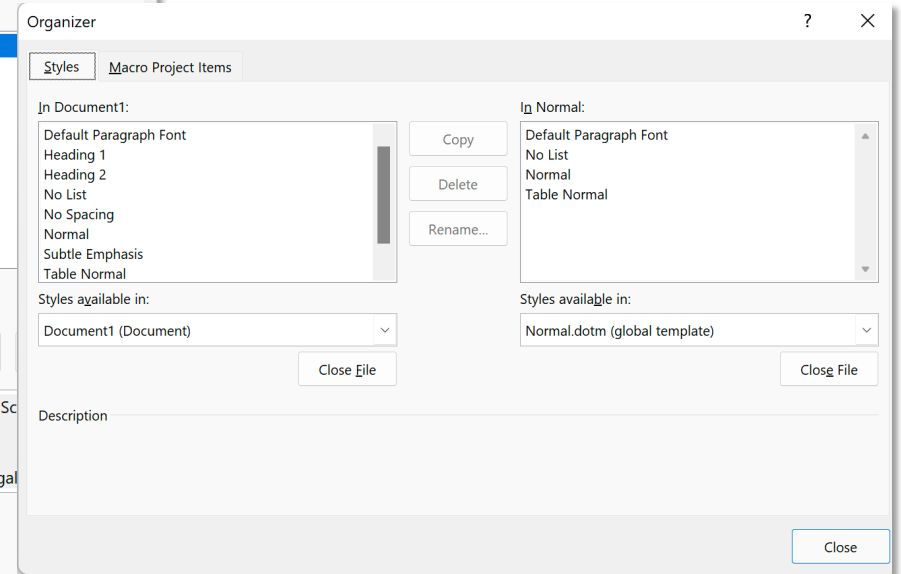 Organizer
?
Styles
Macro Project Items
In Document1:
Default Paragraph Font
Heading 1
Heading 2
No List
No Spacing
Normal
Subtle Emphasis
Table Normal
Copy
Delete
Rename...
In Normal:
Default Paragraph Font
No List
Normal
Table Normal
Styles available in:
Document1 (Document)
Close File
Styles available in:
Normal.dotm (global template)
Close File
Sc
gal
Description
Close